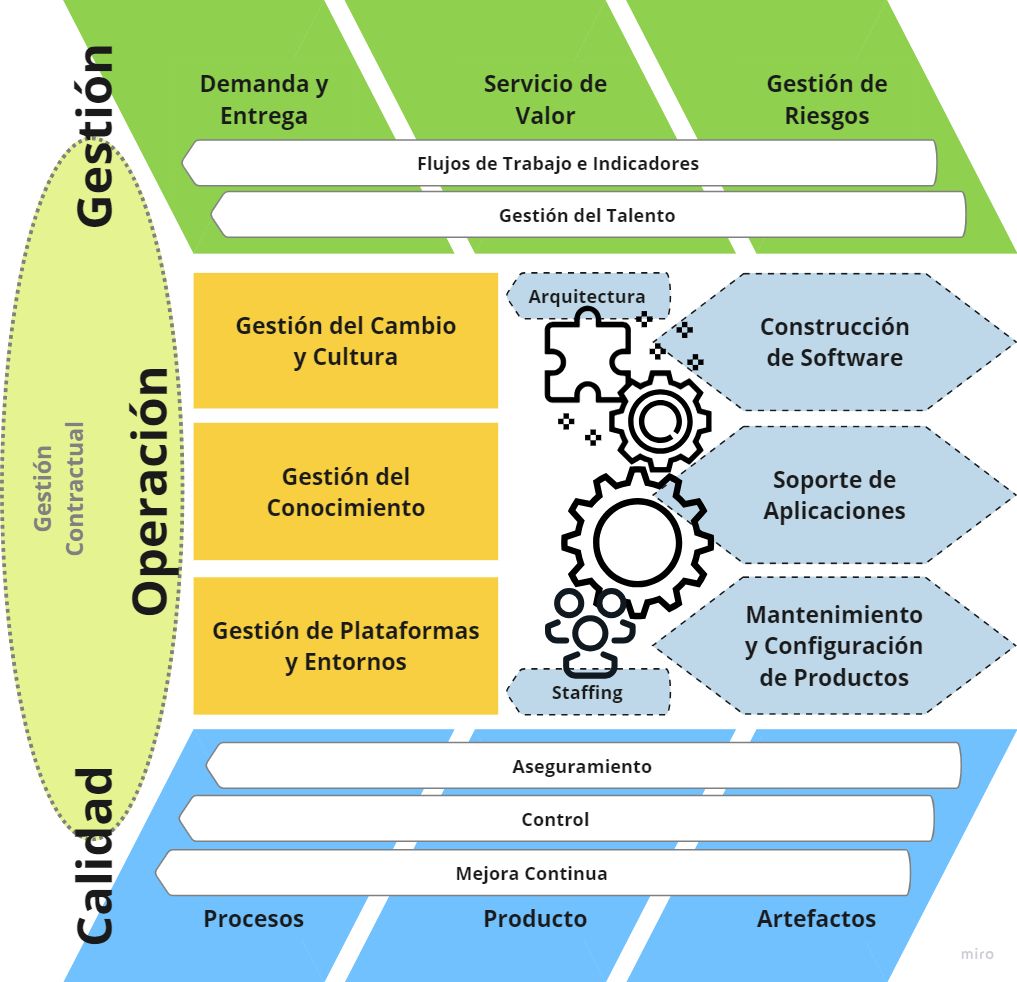 Gestión
Demanda y
Entrega
Servicio de
Valor
Gestión de
Riesgos
Flujos de Trabajo e Indicadores
Gestión del Talento
Gestión
Contractual
Operación
Gestión del Cambio
y Cultura
Gestión del
Conocimiento
Gestión de Plataformas
y Entornos
Arquitectura
Staffing
Construcción
de Software
Soporte de
Aplicaciones
Mantenimiento
y Configuración
de Productos
Calidad
Aseguramiento
Control
Mejora Continua
Procesos
Producto
Artefactos
miro